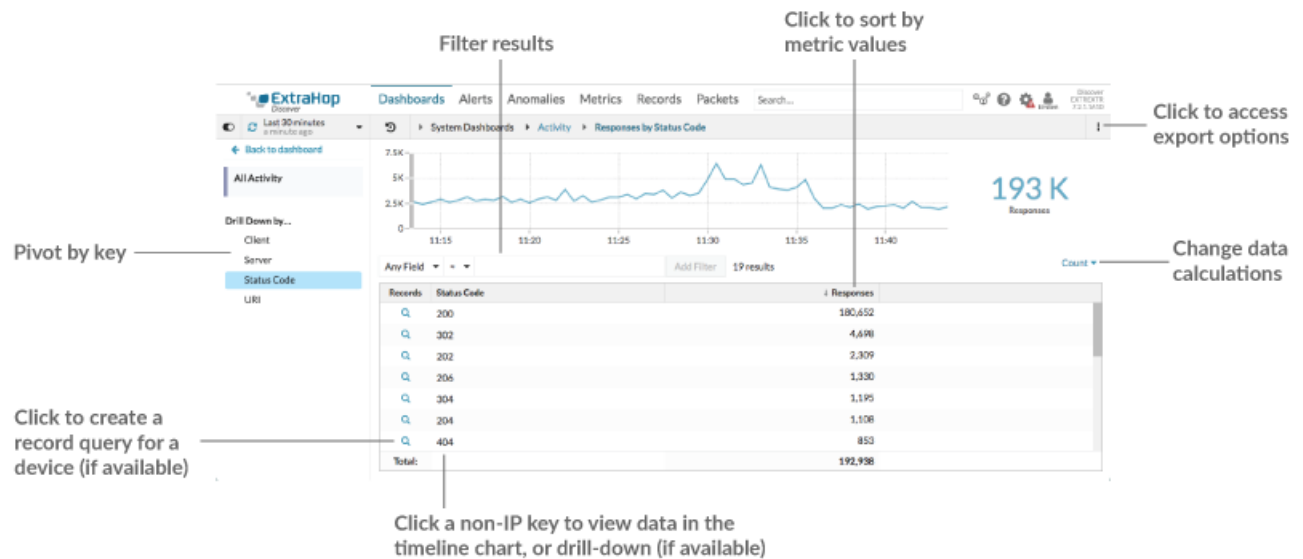 Click to sort by
metric values
Filter results
ExtraHop
Discover
Dashboards Alerts Anomalies Metrics Records Packets Search...
Discover
Last 30 minutes
a minute ago
System Dashboards Activity Responses by Status Code
Click to access
export options
Back to dashboard
All Activity
Drill Down by...
Client
Server
Status Code
URI
Pivot by key
7.5K
5K
2.5K
0
11:15 11:20 11:25 11:30 11:35 11:40
193 K
Responses
Any Field ≈ Add Filter 19 results
Count
Change data
calculations
Records Status Code ↓ Responses
200 180,652
302 4,698
202 2,309
206 1,330
304 1,195
204 1,108
404 853
Total: 192,938
Click to create a
record query for a
device (if available)
Click a non-IP key to view data in the
timeline chart, or drill-down (if available)